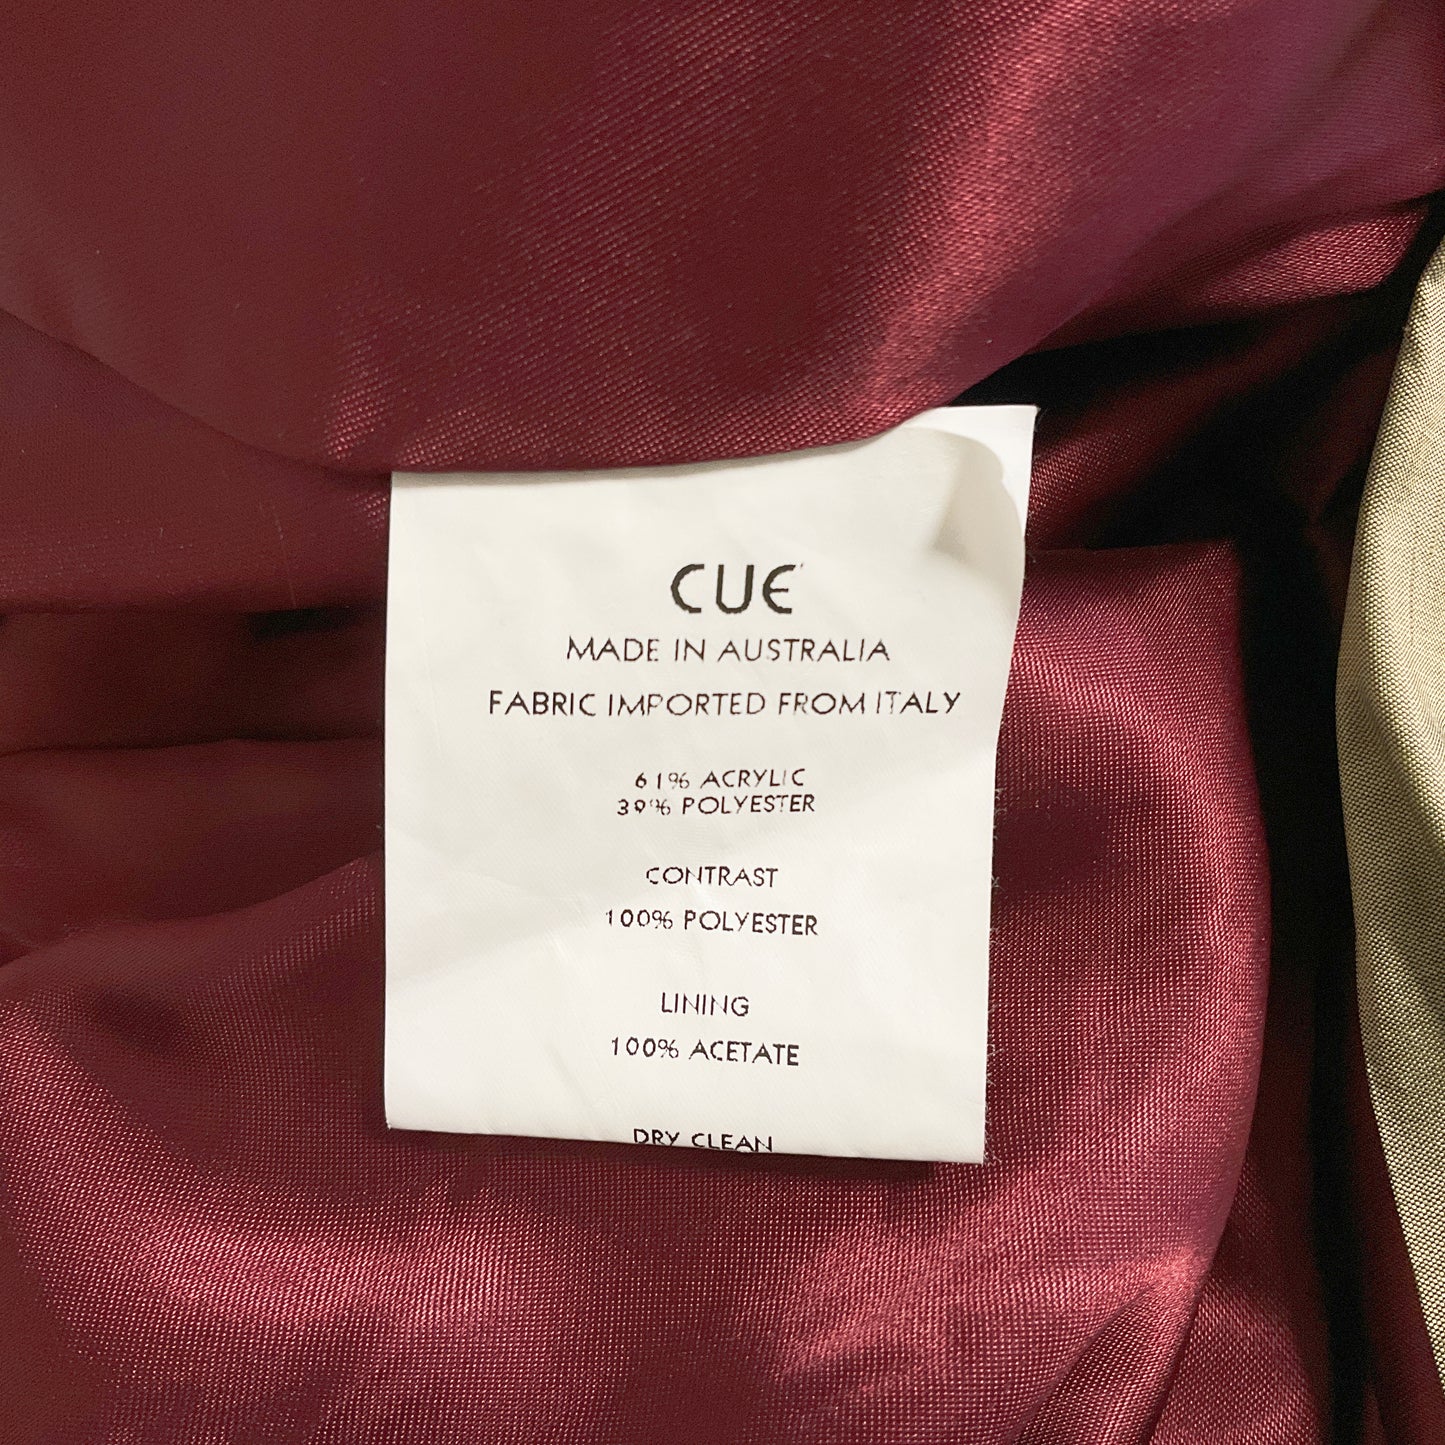 CUE
MADE IN AUSTRALIA
FABRIC IMPORTED FROM ITALY
61% ACRYLIC
39% POLYESTER
CONTRAST
100% POLYESTER
LINING
100% ACETATE
DRY CLEAN